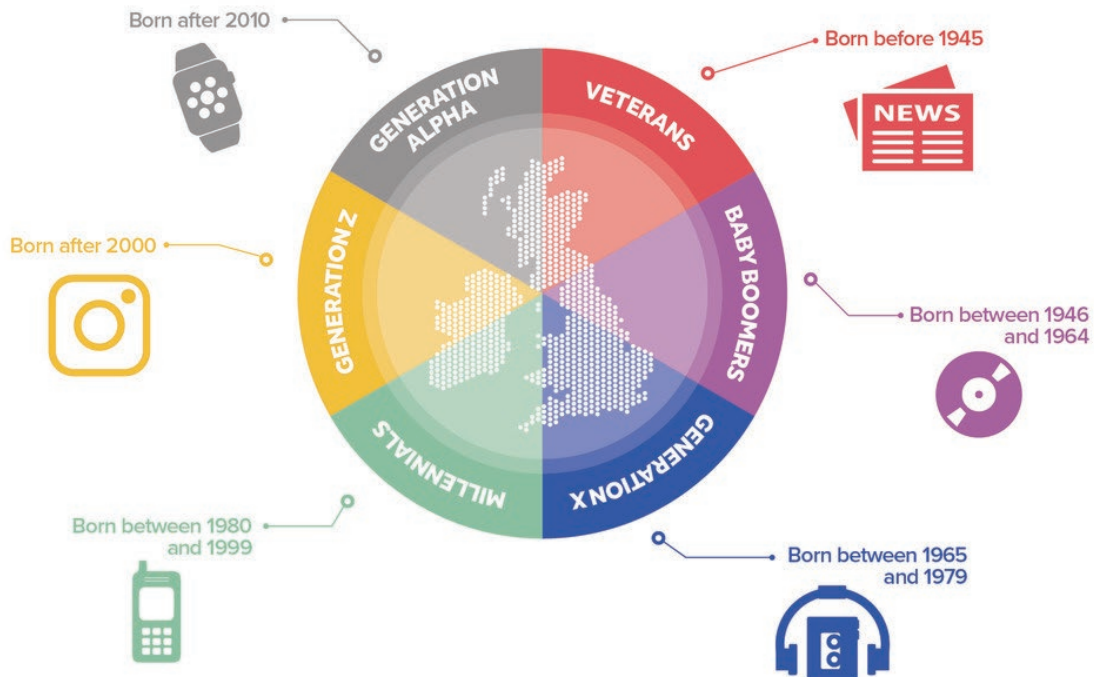 Born after 2010
Born before 1945
GENERATION
ALPHA
VETERANS
NEWS
Born after 2000
GENERATION Z
BABY BOOMERS
Born between 1946
and 1964
MILLENNIALS
GENERATION X
Born between 1980
and 1999
Born between 1965
and 1979